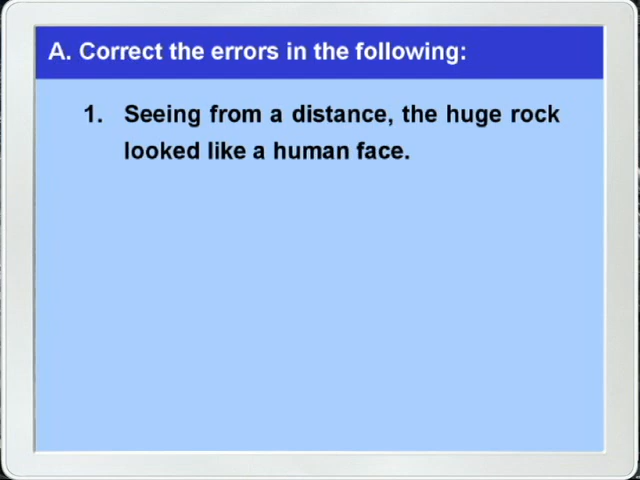 A. Correct the errors in the following:
1. Seeing from a distance, the huge rock
looked like a human face.